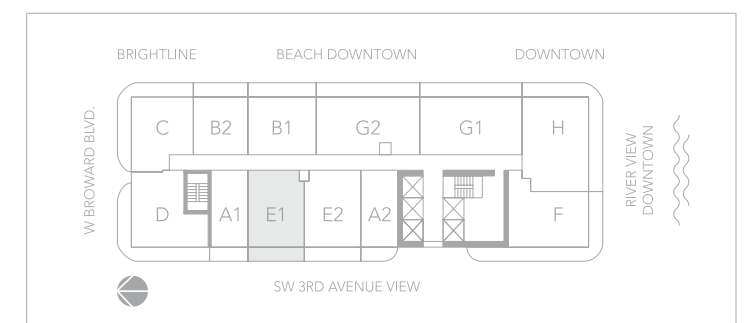 BRIGHTLINE BEACH DOWNTOWN DOWNTOWN
W BROWARD BLVD.
C B2 B1 G2 G1 H
RIVER VIEW
DOWNTOWN
D A1 E1 E2 A2 F
SW 3RD AVENUE VIEW